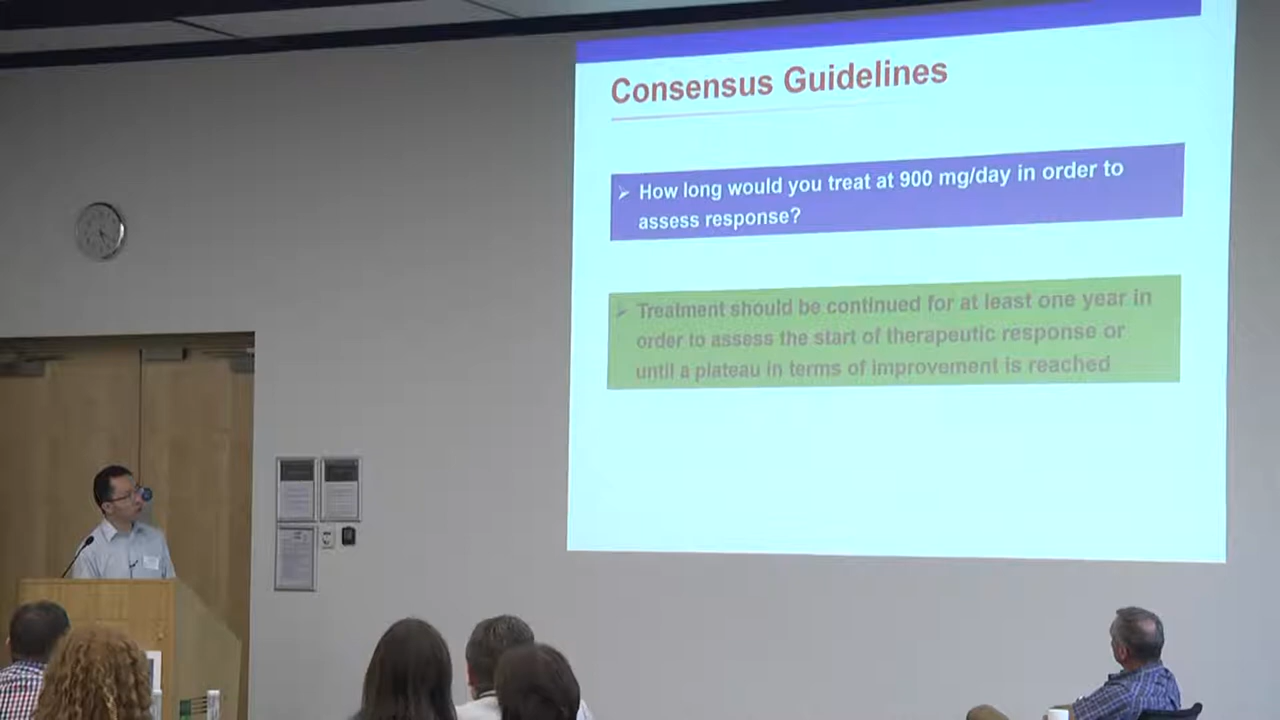 Consensus Guidelines
➢ How long would you treat at 900 mg/day in order to
assess response?
➢ Treatment should be continued for at least one year in
order to assess the start of therapeutic response or
until a plateau in terms of improvement is reached